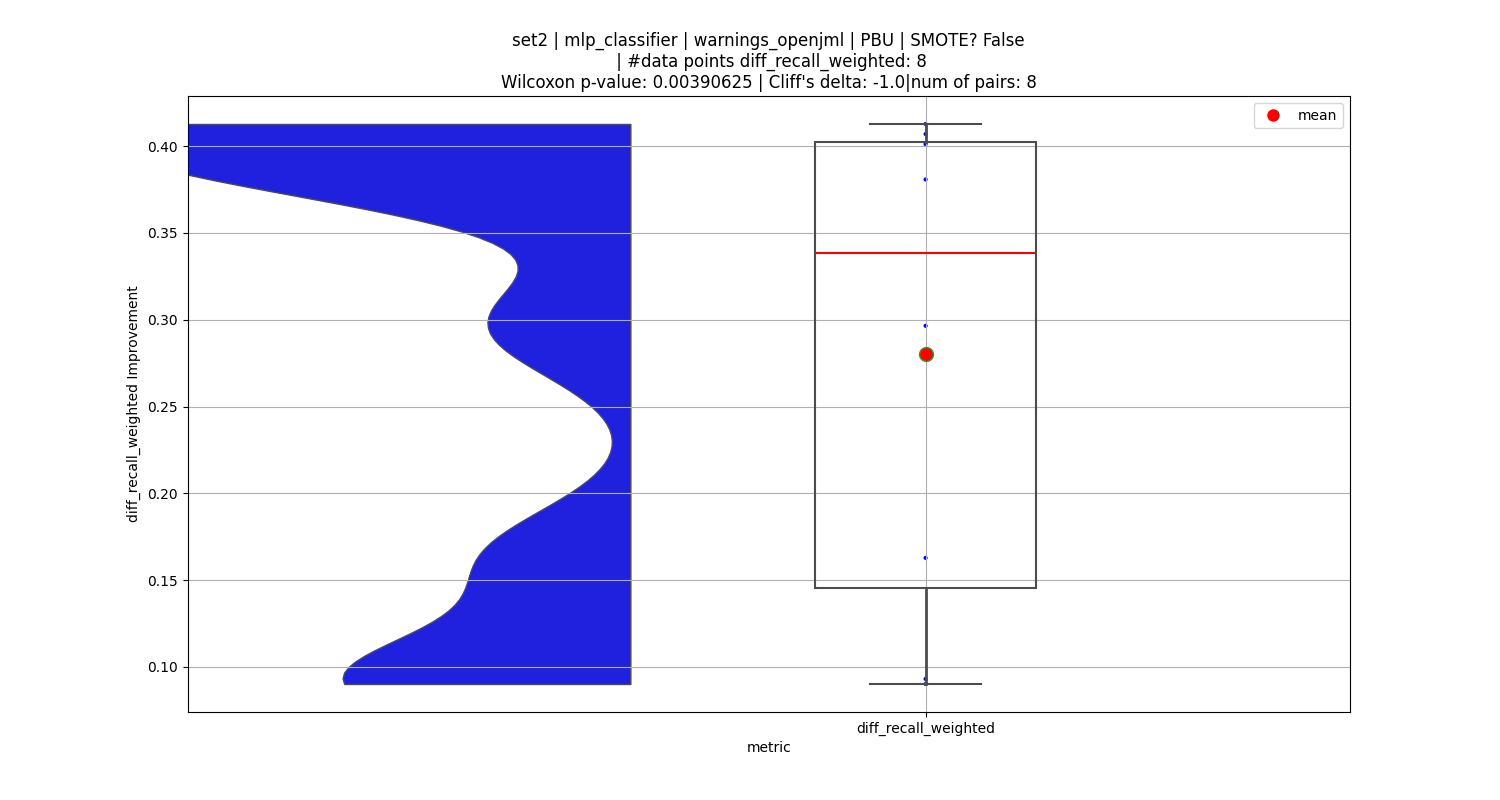 set2 | mlp_classifier | warnings_openjml | PBU | SMOTE? False
| #data points diff_recall_weighted: 8
Wilcoxon p-value: 0.00390625 | Cliff's delta: -1.0|num of pairs: 8
mean
0.40
0.35
0.30
0.25
0.20
0.15
0.10
diff_recall_weighted Improvement
diff_recall_weighted
metric